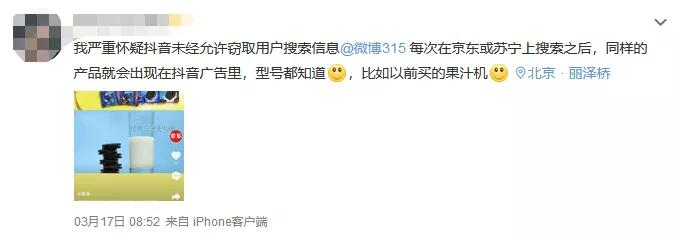 我严重怀疑抖音未经允许窃取用户搜索信息@微博315 每次在京东或苏宁上搜索之后，同样的
产品就会出现在抖音广告里，型号都知道，比如以前买的果汁机 北京·丽泽桥
03月17日 08:52 来自 iPhone客户端